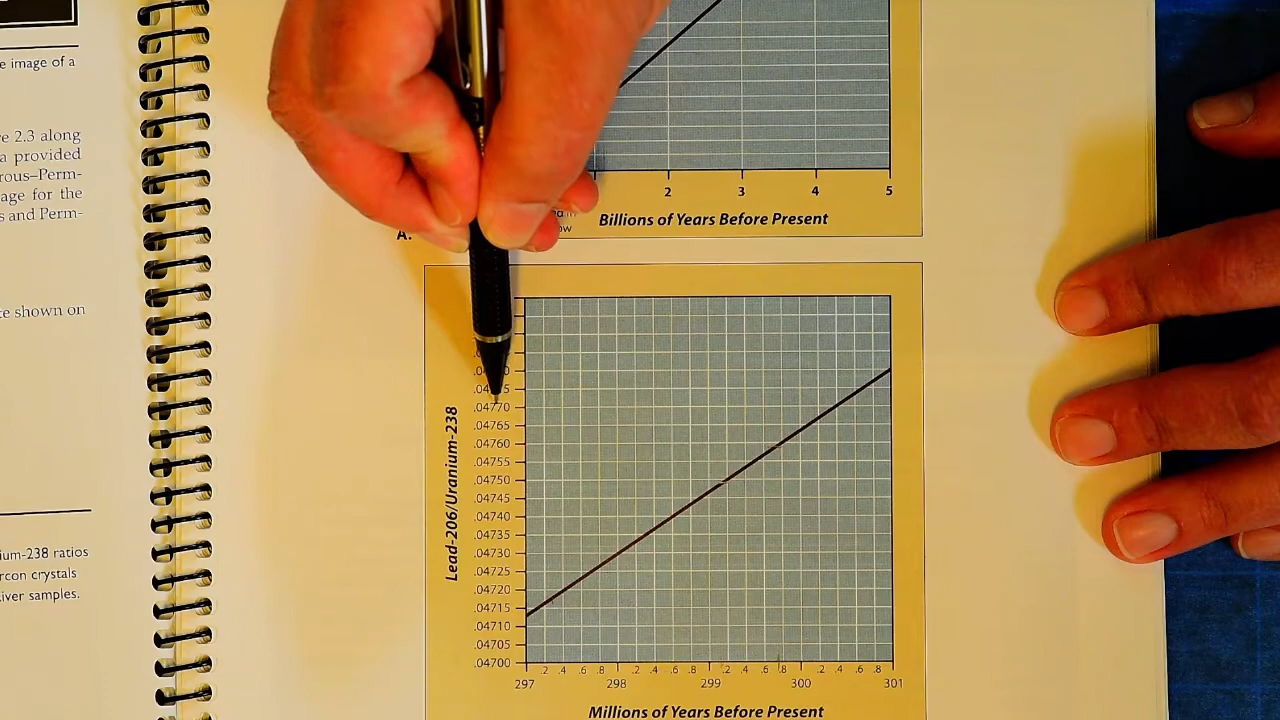 e image of a
e 2.3 along
a provided
rous–Perm-
age for the
s and Perm-
te shown on
ium-238 ratios
rcon crystals
iver samples.
2 3 4 5
Billions of Years Before Present
A.
ow
.04770
.04765
.04760
.04755
.04750
.04745
.04740
.04735
.04730
.04725
.04720
.04715
.04710
.04705
.04700
Lead-206/Uranium-238
.2 .4 .6 .8 .2 .4 .6 .8 .2 .4 .6 .8 .2 .4 .6 .8
297 298 299 300 301
Millions of Years Before Present